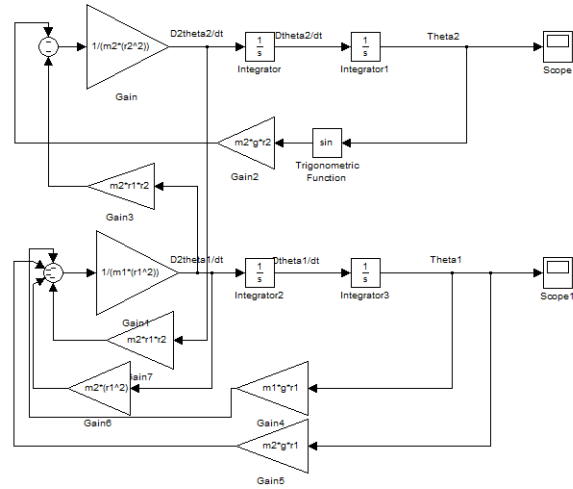 D2theta2/dt
Dtheta2/dt
Theta2
1/(m2*(r2^2))
1
s
1
s
Integrator
Integrator1
Scope
Gain
m2*g*r2
sin
Trigonometric
Function
Gain2
m2*r1*r2
Gain3
D2theta1/dt
Dtheta1/dt
Theta1
1/(m1*(r1^2))
1
s
1
s
Integrator2
Integrator3
Scope1
Gain1
m2*r1*r2
Gain7
m2*(r1^2)
m1*g*r1
Gain6
Gain4
m2*g*r1
Gain5